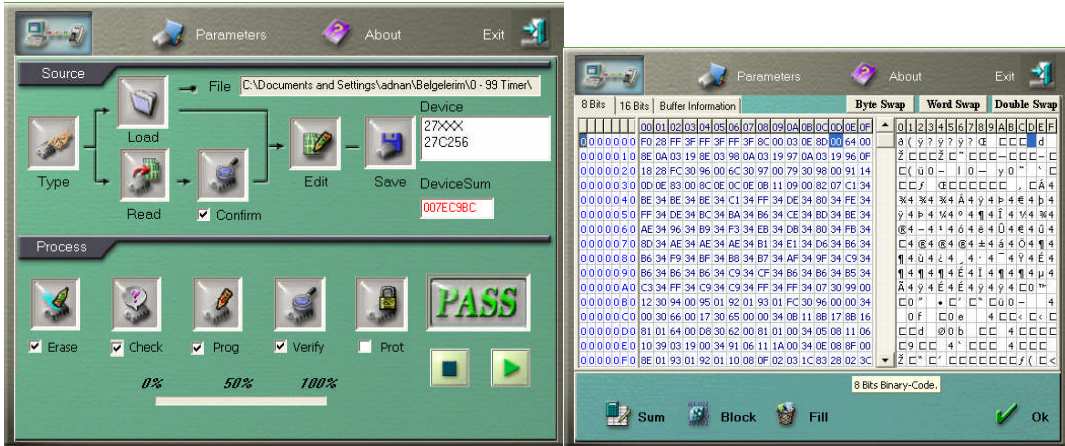 Parameters
About
Exit
Source
File C:\Documents and Settings\adnan\Belgelerim\0 - 99 Timer\
Device
27XXX
27C256
Load
Type
Edit
Save
DeviceSum
007EC9BC
Read
Confirm
Process
PASS
Erase
Check
Prog
Verify
Prot
0% 50% 100%
Parameters
About
Exit
8 Bits 16 Bits Buffer Information Byte Swap Word Swap Double Swap
00 01 02 03 04 05 06 07 08 09 0A 0B 0C 0D 0E 0F 0 1 2 3 4 5 6 7 8 9 A B C D E F
0000000 F0 28 FF 3F FF 3F FF 3F 8C 00 03 0E 8D 00 64 00
0000010 8E 0A 03 19 8E 03 98 0A 03 19 97 0A 03 19 96 0F
0000020 18 28 FC 30 96 00 6C 30 97 00 79 30 98 00 91 14
0000030 0D 0E 83 00 8C 0E 0C 0E 0B 11 09 00 82 07 C1 34
0000040 BE 34 BE 34 BE 34 C1 34 FF 34 DE 34 80 34 FE 34
0000050 FF 34 DE 34 BC 34 BA 34 B6 34 CE 34 BD 34 BE 34
0000060 AE 34 96 34 B9 34 F3 34 EB 34 DB 34 80 34 FB 34
0000070 8D 34 AE 34 AE 34 AE 34 B1 34 E1 34 D6 34 B6 34
0000080 B6 34 F9 34 BF 34 B8 34 B7 34 AF 34 9F 34 C9 34
0000090 B6 34 B6 34 B6 34 C9 34 CF 34 B6 34 B6 34 B5 34
00000A0 C3 34 FF 34 C9 34 C9 34 FF 34 FF 34 07 30 99 00
00000B0 12 30 94 00 95 01 92 01 93 01 FC 30 96 00 00 34
00000C0 00 30 66 00 17 30 65 00 00 34 0B 11 8B 17 8B 16
00000D0 81 01 64 00 D8 30 62 00 81 01 00 34 05 08 11 06
00000E0 10 39 03 19 00 34 91 06 11 1A 00 34 0E 08 8F 00
00000F0 8E 01 93 01 92 01 10 08 0F 02 03 1C 83 28 02 3C
8 Bits Binary-Code.
Sum
Block
Fill
Ok